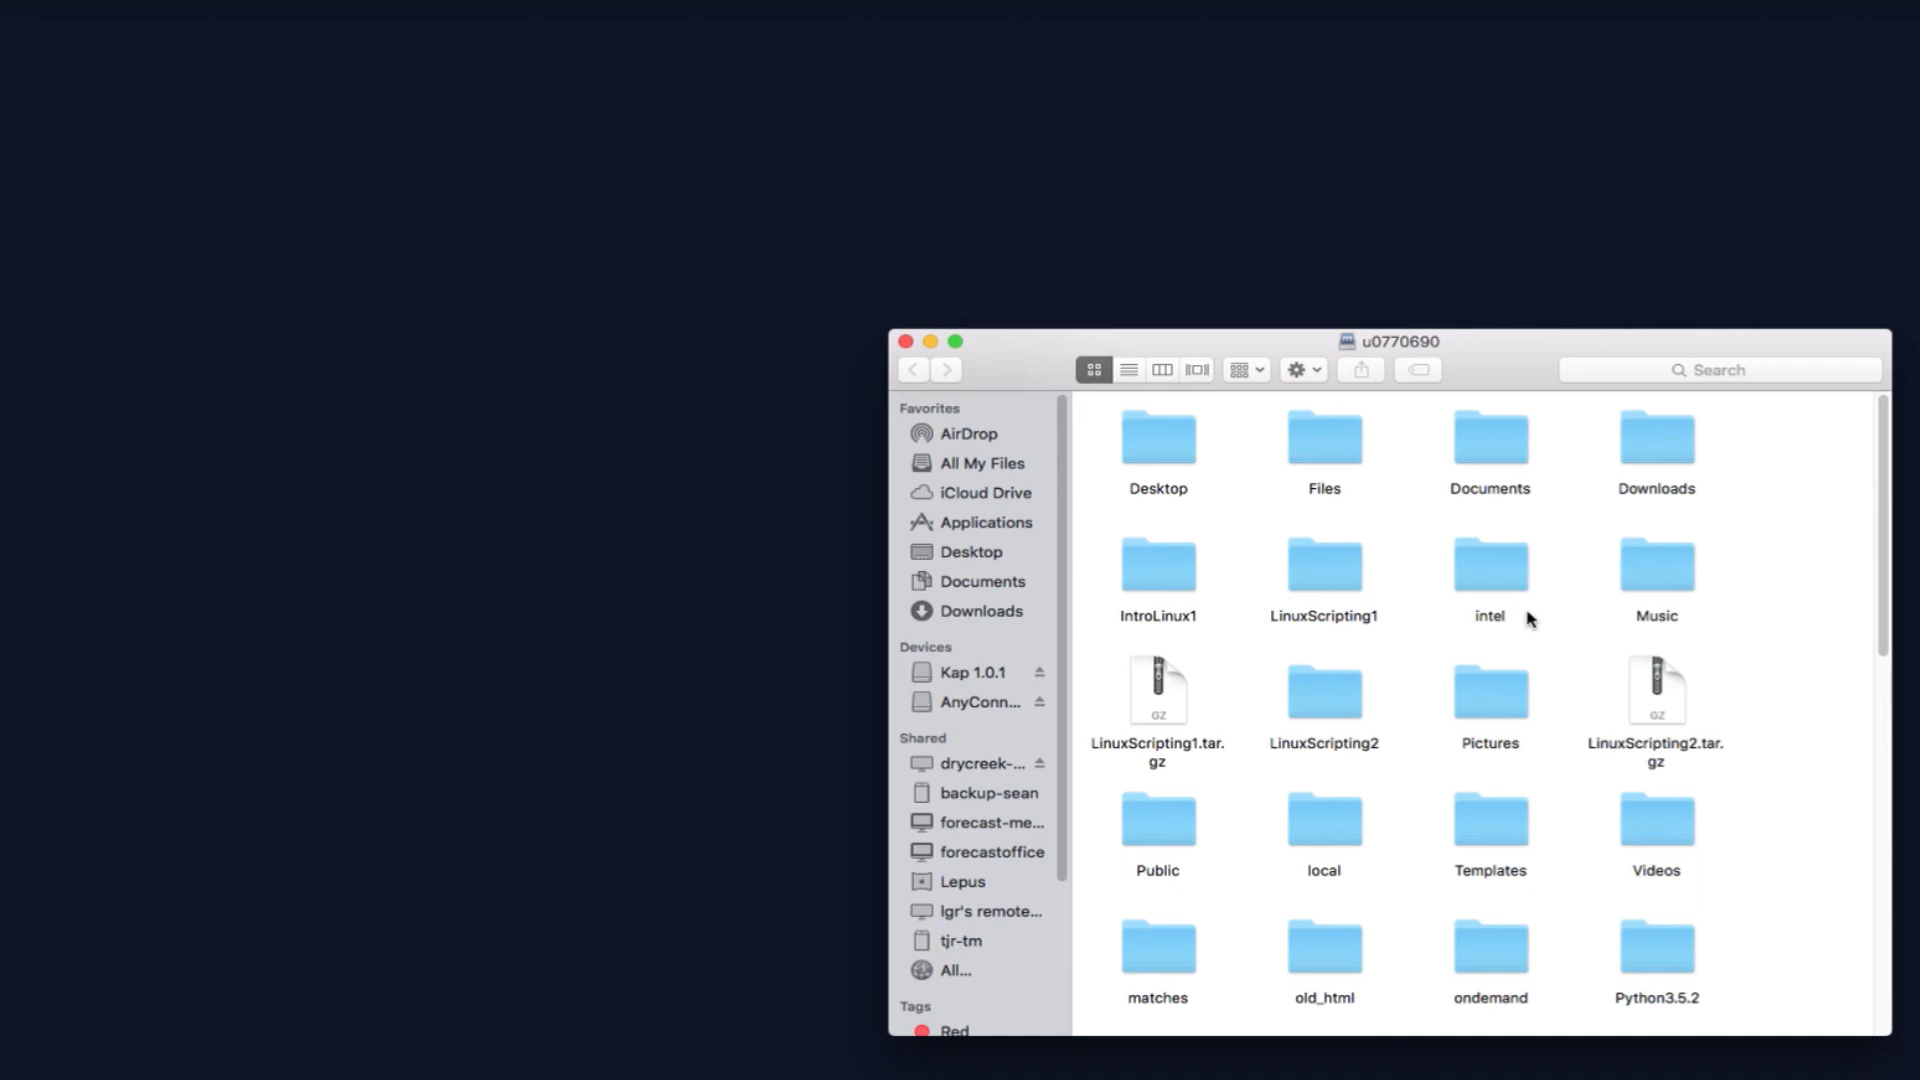 u0770690
Search
Favorites
AirDrop
All My Files
iCloud Drive
Applications
Desktop
Documents
Downloads
Devices
Kap 1.0.1
AnyConn...
Shared
drycreek-...
backup-sean
forecast-me...
forecastoffice
Lepus
lgr's remote...
tjr-tm
All...
Tags
Red
Desktop
Files
Documents
Downloads
IntroLinux1
LinuxScripting1
intel
Music
GZ
GZ
LinuxScripting1.tar.
gz
LinuxScripting2
Pictures
LinuxScripting2.tar.
gz
Public
local
Templates
Videos
matches
old_html
ondemand
Python3.5.2